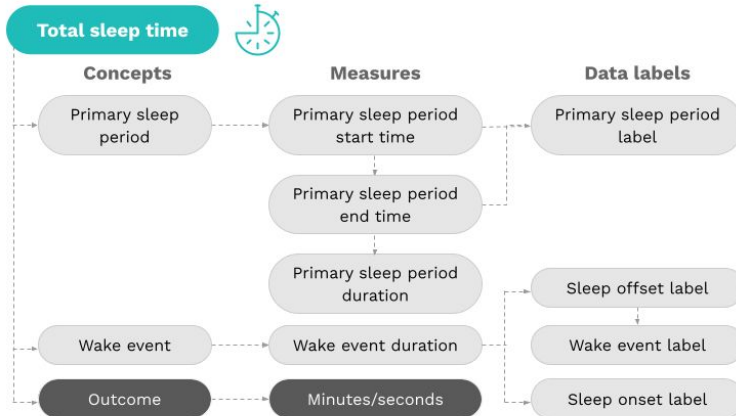 Total sleep time
Concepts
Measures
Data labels
Primary sleep
period
Primary sleep period
start time
Primary sleep period
label
Primary sleep period
end time
Primary sleep period
duration
Sleep offset label
Wake event
Wake event duration
Wake event label
Outcome
Minutes/seconds
Sleep onset label